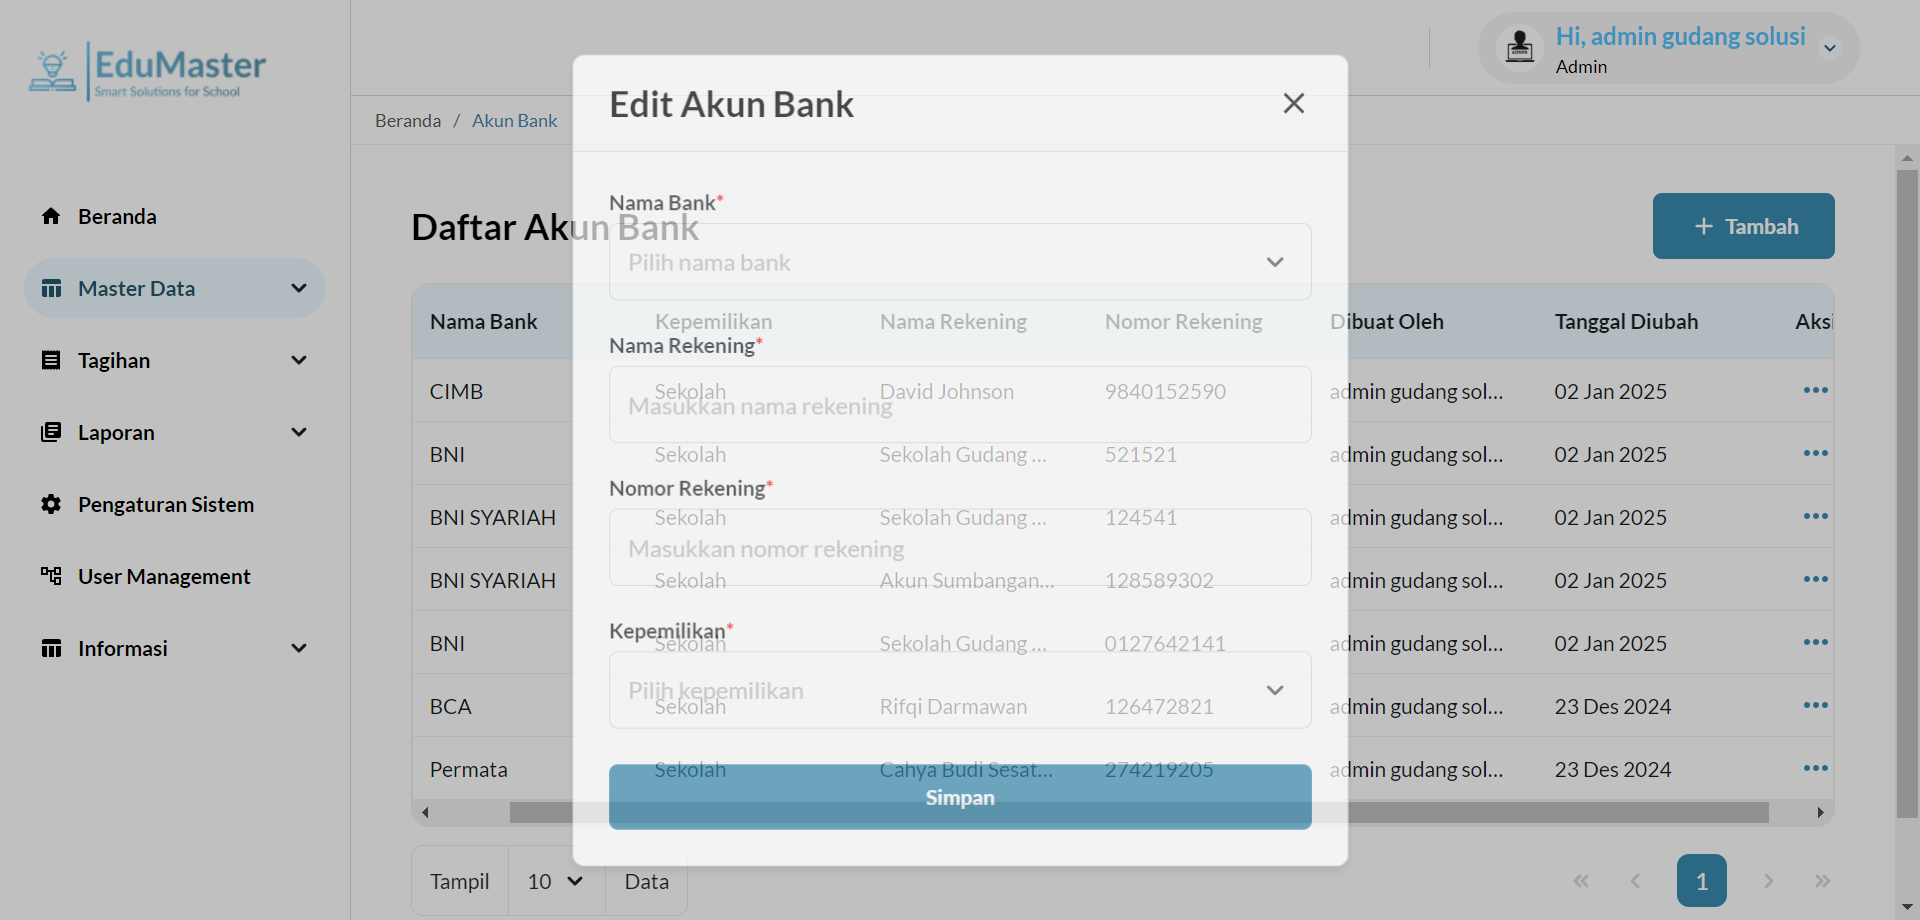 EduMaster
Smart Solutions for School
Hi, admin gudang solusi
Admin
ADMIN
Beranda / Akun Bank
Beranda
Master Data
Tagihan
Laporan
Pengaturan Sistem
User Management
Informasi
Daftar Akun Bank
+ Tambah
Nama Bank Kepemilikan Nama Rekening Nomor Rekening Dibuat Oleh Tanggal Diubah Aksi
CIMB Sekolah David Johnson 9840152590 admin gudang sol... 02 Jan 2025
BNI Sekolah Sekolah Gudang ... 521521 admin gudang sol... 02 Jan 2025
BNI SYARIAH Sekolah Sekolah Gudang ... 124541 admin gudang sol... 02 Jan 2025
BNI SYARIAH Sekolah Akun Sumbangan... 128589302 admin gudang sol... 02 Jan 2025
BNI Sekolah Sekolah Gudang ... 0127642141 admin gudang sol... 02 Jan 2025
BCA Sekolah Rifqi Darmawan 126472821 admin gudang sol... 23 Des 2024
Permata Sekolah Cahya Budi Sesat... 274219205 admin gudang sol... 23 Des 2024
Tampil 10 Data
1
Edit Akun Bank
Nama Bank*
Pilih nama bank
Nama Rekening*
Masukkan nama rekening
Nomor Rekening*
Masukkan nomor rekening
Kepemilikan*
Pilih kepemilikan
Simpan